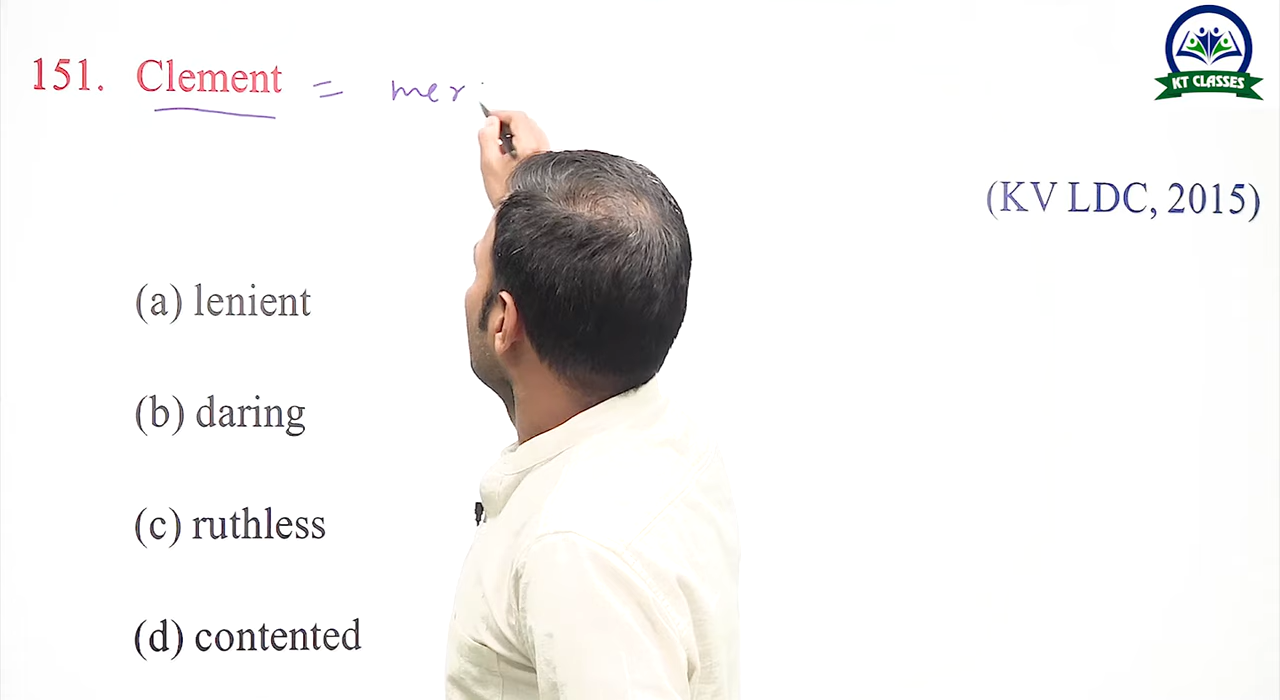 KT CLASSES
151. Clement = mer
(KV LDC, 2015)
(a) lenient
(b) daring
(c) ruthless
(d) contented